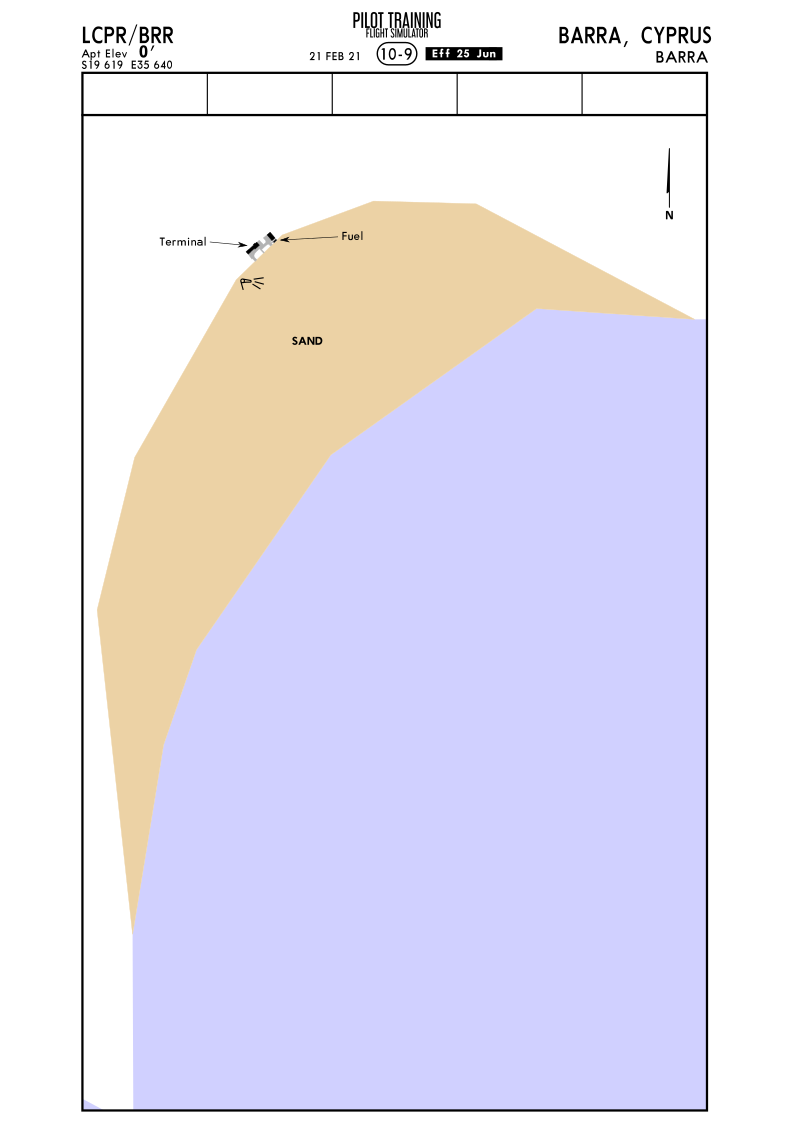 LCPR/BRR
Apt Elev 0'
S19 619 E35 640
PILOT TRAINING
FLIGHT SIMULATOR
21 FEB 21 10-9 Eff 25 Jun
BARRA, CYPRUS
BARRA
N
Terminal
Fuel
SAND